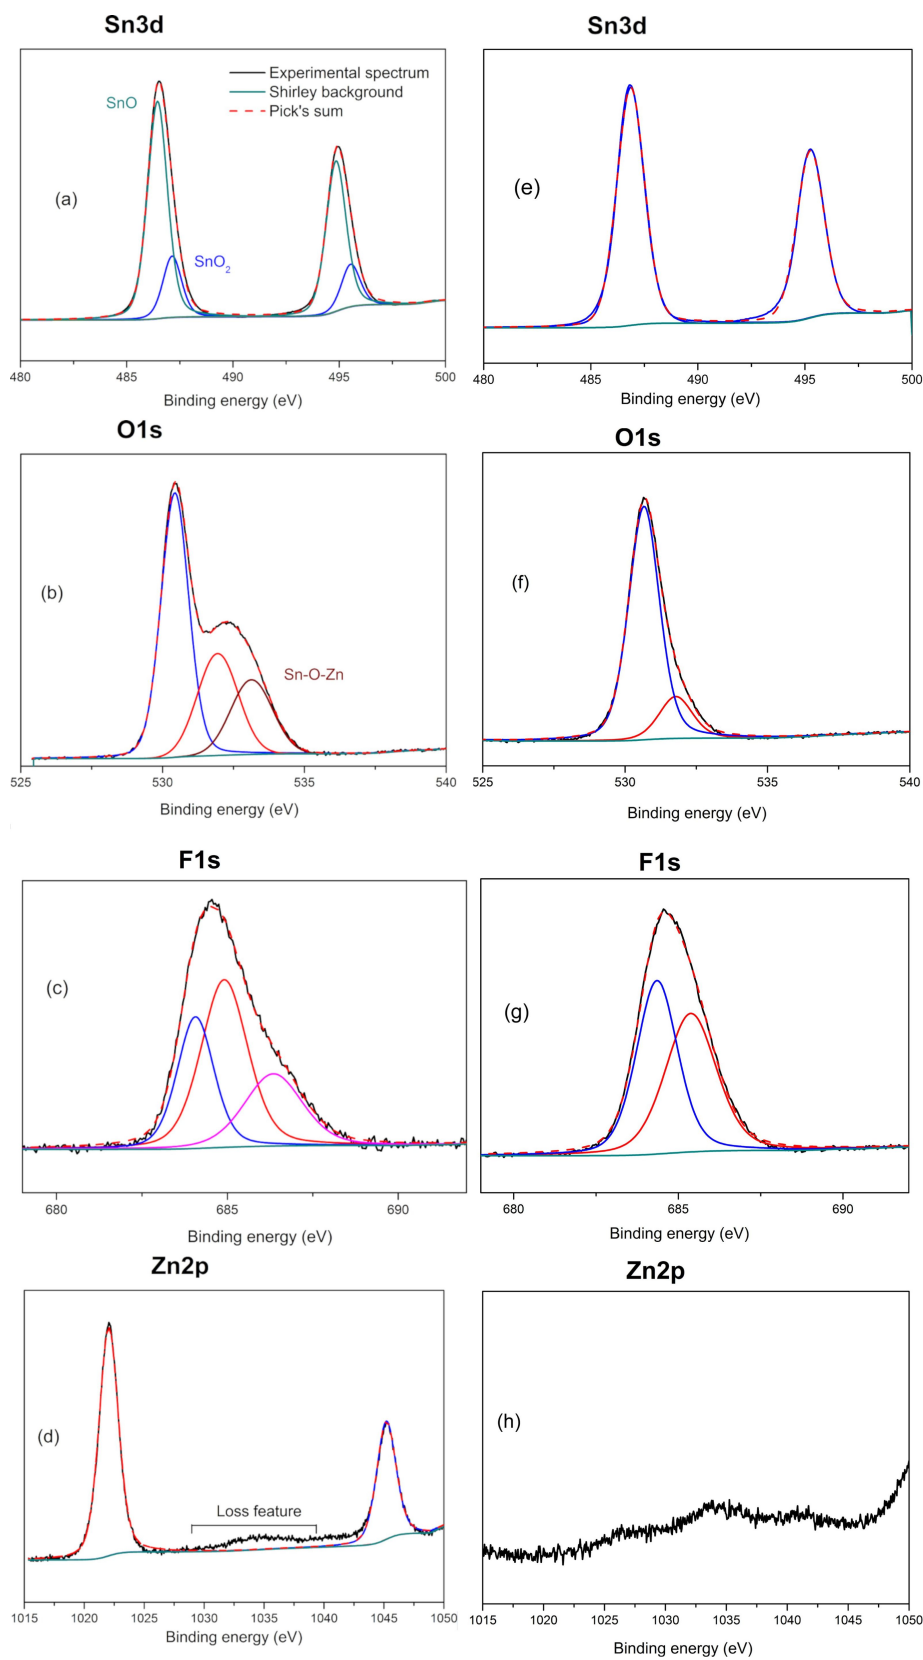 Sn3d
Experimental spectrum
Shirley background
Pick's sum
SnO
SnO2
(a)
480 485 490 495 500
Binding energy (eV)
Sn3d
(e)
480 485 490 495 500
Binding energy (eV)
O1s
(b)
Sn-O-Zn
525 530 535 540
Binding energy (eV)
O1s
(f)
525 530 535 540
Binding energy (eV)
F1s
(c)
680 685 690
Binding energy (eV)
F1s
(g)
680 685 690
Binding energy (eV)
Zn2p
(d)
Loss feature
1015 1020 1025 1030 1035 1040 1045 1050
Binding energy (eV)
Zn2p
(h)
1015 1020 1025 1030 1035 1040 1045 1050
Binding energy (eV)